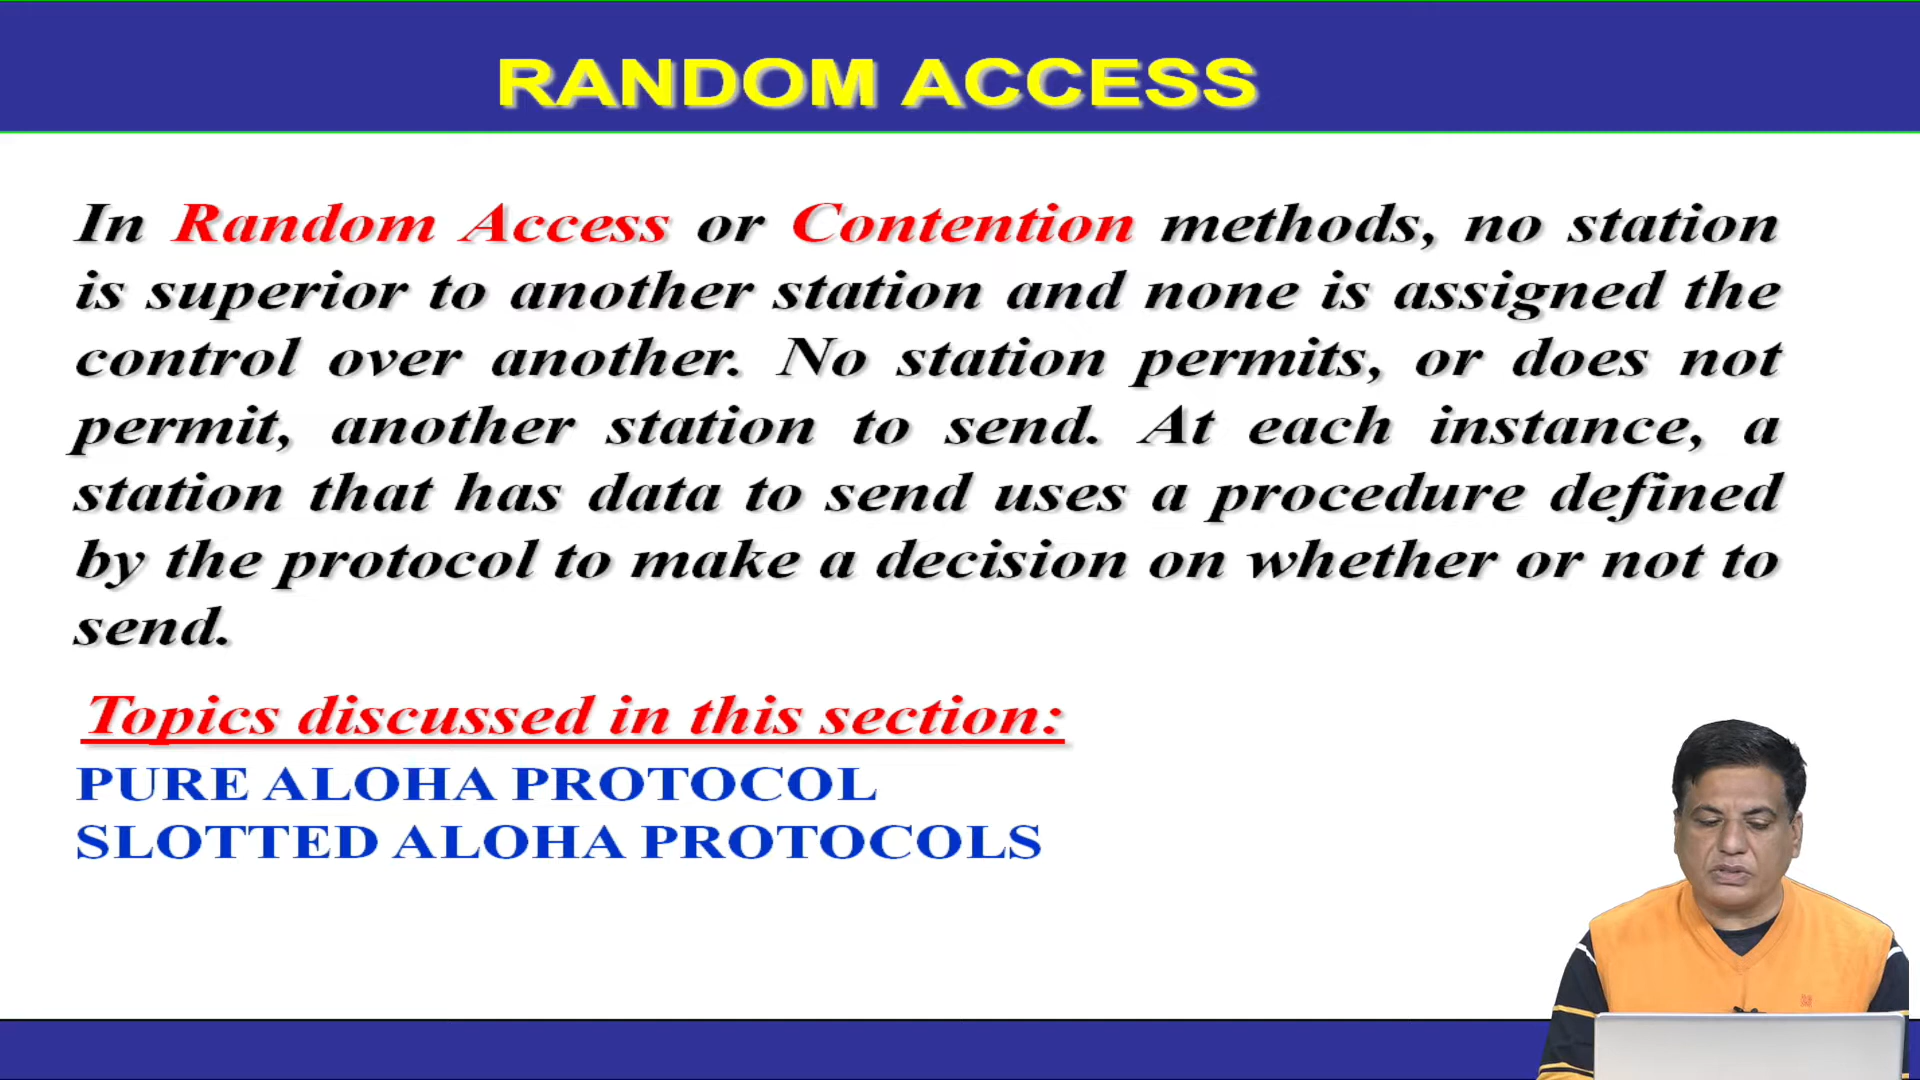 RANDOM ACCESS
In Random Access or Contention methods, no station
is superior to another station and none is assigned the
control over another. No station permits, or does not
permit, another station to send. At each instance, a
station that has data to send uses a procedure defined
by the protocol to make a decision on whether or not to
send.
Topics discussed in this section:
PURE ALOHA PROTOCOL
SLOTTED ALOHA PROTOCOLS